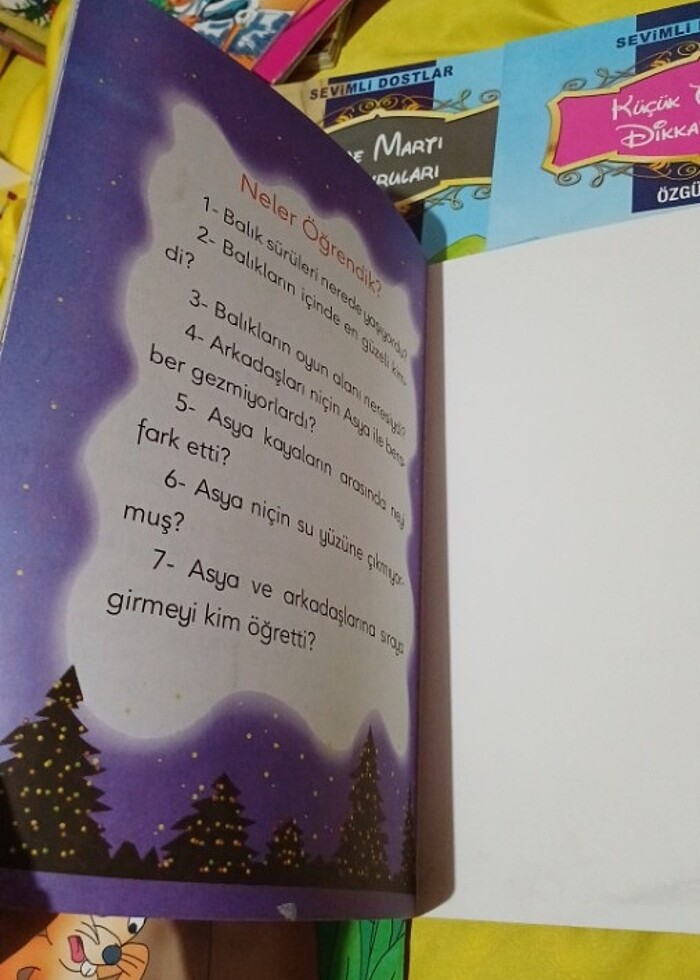 SEVİMLİ DOSTLAR
MARTI
SEVİMLİ
KÜÇÜK
DİKKA
ÖZGÜ
Neler Öğrendik?
1- Balık sürüleri nerede yaşıyordu?
2- Balıkların içinde en güzeli kim-
di?
3- Balıkların oyun alanı neresiydi?
4- Arkadaşları niçin Asya ile bera-
ber gezmiyorlardı?
5- Asya kayaların arasında neyi
fark etti?
6- Asya niçin su yüzüne çıkmıyor-
muş?
7- Asya ve arkadaşlarına sıraya
girmeyi kim öğretti?